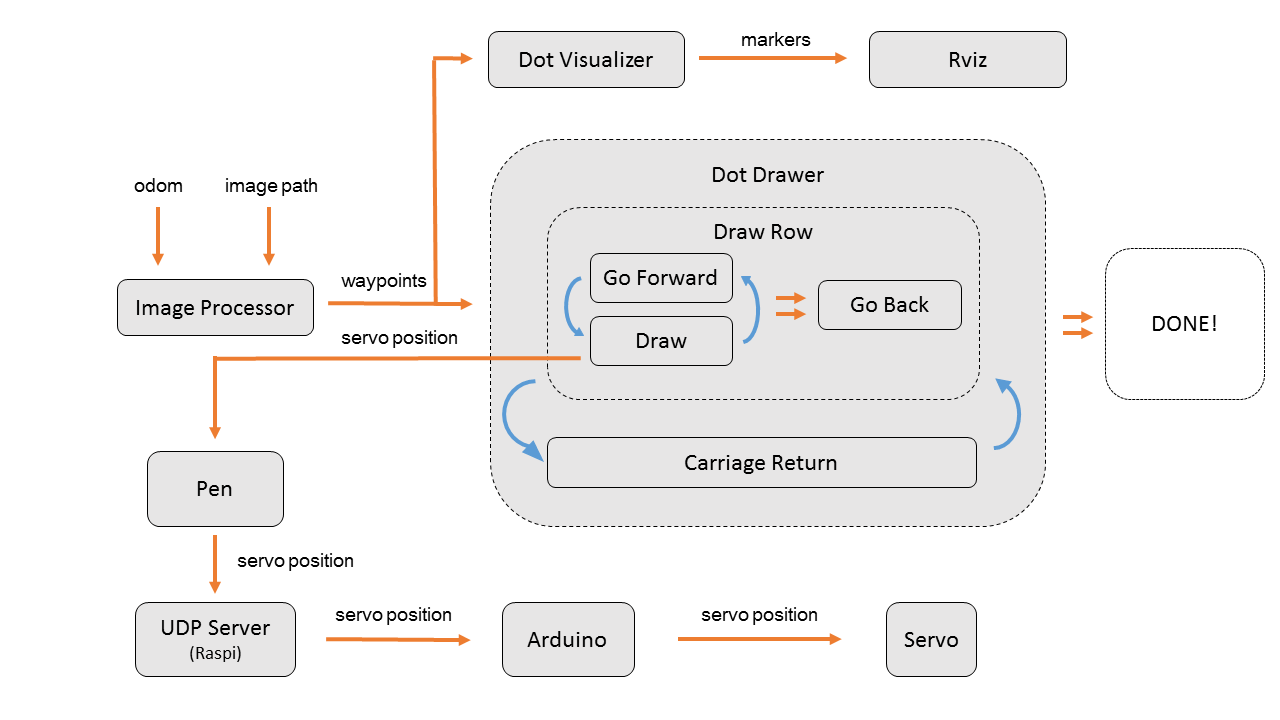 markers
Dot Visualizer
Rviz
Dot Drawer
odom
image path
Draw Row
waypoints
Go Forward
Image Processor
Go Back
DONE!
servo position
Draw
Carriage Return
Pen
servo position
UDP Server
(Raspi)
servo position
Arduino
servo position
Servo